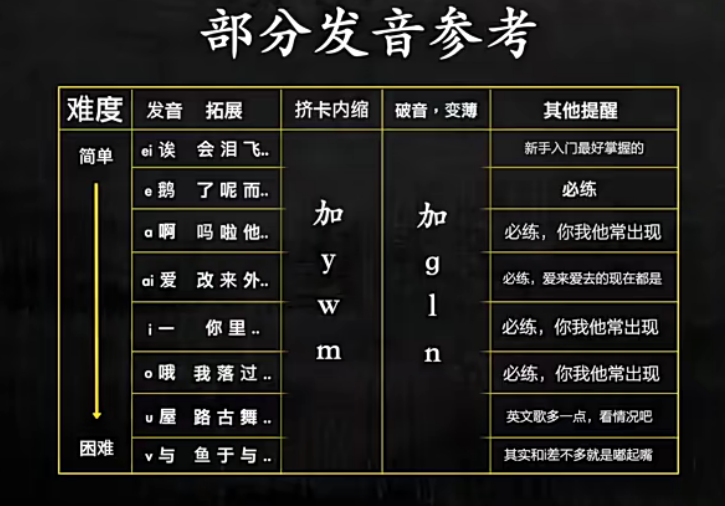 部分发音参考
难度 发音 拓展 挤卡内缩 破音，变薄 其他提醒
简单 ei 诶 会 泪 飞.. 新手入门最好掌握的
e 鹅 了 呢 而.. 必练
a 啊 吗 啦 他.. 必练，你我他常出现
ai 爱 改 来 外.. 必练，爱来爱去的现在都是
i 一 你 里 .. 必练，你我他常出现
o 哦 我 落 过 .. 必练，你我他常出现
u 屋 路 古 舞 .. 英文歌多一点，看情况吧
困难 v 与 鱼 于 与 .. 其实和i差不多就是嘟起嘴
加
y
w
m
加
g
l
n